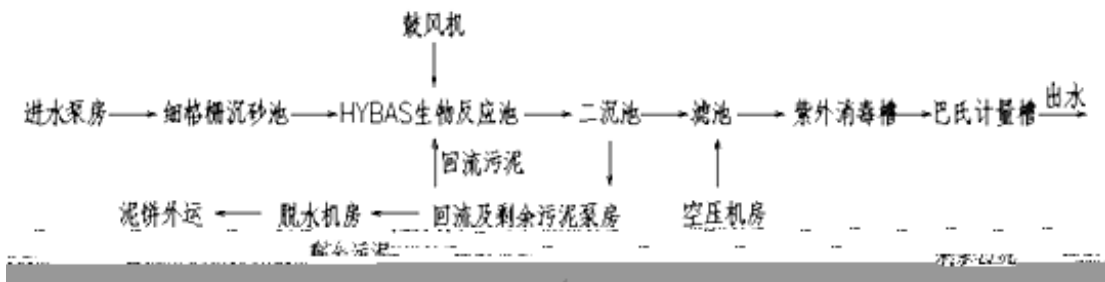 鼓风机
进水泵房 细格栅沉砂池 HYBAS生物反应池 二沉池 滤池 紫外消毒槽 巴氏计量槽 出水
回流污泥
泥饼外运 脱水机房 回流及剩余污泥泵房 空压机房